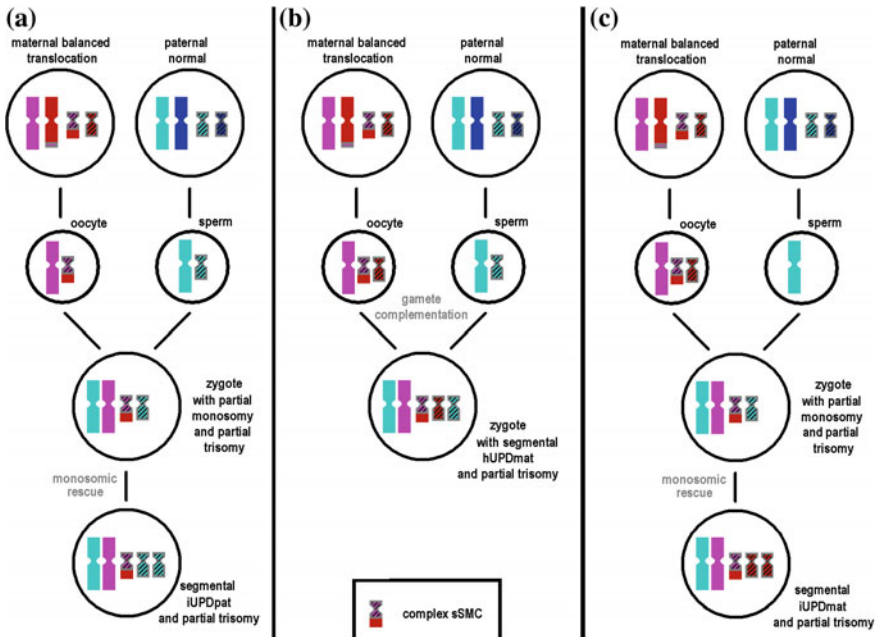 (a)
maternal balanced
translocation
paternal
normal
oocyte
sperm
zygote
with partial
monosomy
and partial
trisomy
monosomic
rescue
segmental
iUPDpat
and partial trisomy
(b)
maternal balanced
translocation
paternal
normal
oocyte
sperm
gamete
complementation
zygote
with segmental
hUPDmat
and partial trisomy
complex sSMC
(c)
maternal balanced
translocation
paternal
normal
oocyte
sperm
zygote
with partial
monosomy
and partial
trisomy
monosomic
rescue
segmental
iUPDmat
and partial trisomy